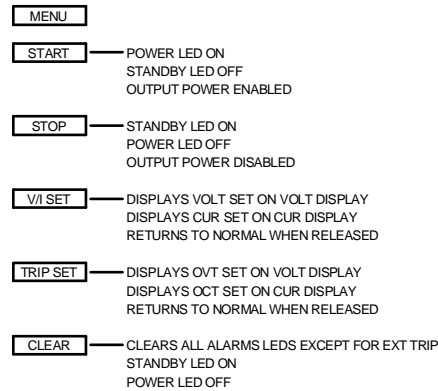 MENU
START POWER LED ON
STANDBY LED OFF
OUTPUT POWER ENABLED
STOP STANDBY LED ON
POWER LED OFF
OUTPUT POWER DISABLED
V/I SET DISPLAYS VOLT SET ON VOLT DISPLAY
DISPLAYS CUR SET ON CUR DISPLAY
RETURNS TO NORMAL WHEN RELEASED
TRIP SET DISPLAYS OVT SET ON VOLT DISPLAY
DISPLAYS OCT SET ON CUR DISPLAY
RETURNS TO NORMAL WHEN RELEASED
CLEAR CLEARS ALL ALARMS LEDS EXCEPT FOR EXT TRIP
STANDBY LED ON
POWER LED OFF